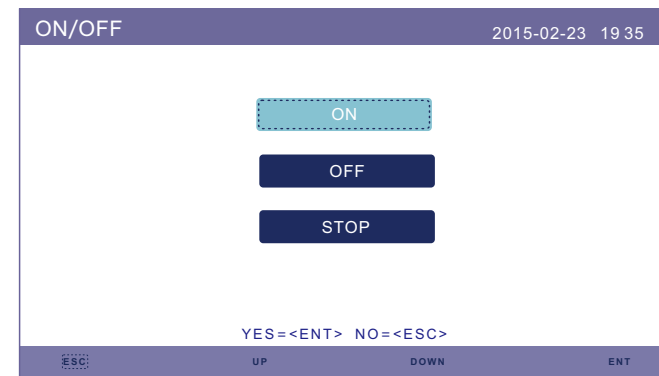 ON/OFF 2015-02-23 19 35
ON
OFF
STOP
YES=<ENT> NO=<ESC>
ESC UP DOWN ENT